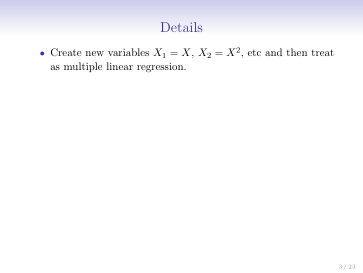 Details
• Create new variables X₁ = X, X₂ = X², etc and then treat
as multiple linear regression.
3 / 23